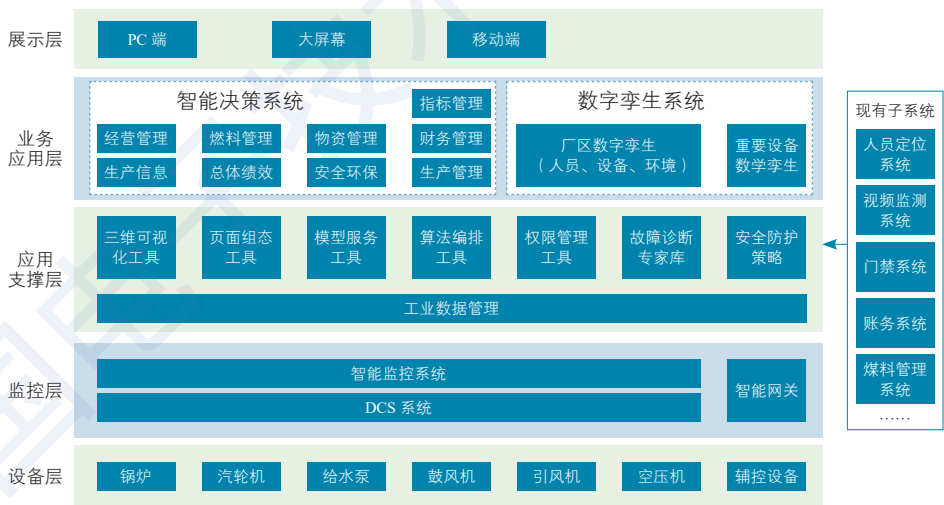 展示层
PC 端
大屏幕
移动端
业务
应用层
智能决策系统
指标管理
经营管理
燃料管理
物资管理
财务管理
生产信息
总体绩效
安全环保
生产管理
数字孪生系统
厂区数字孪生
（人员、设备、环境）
重要设备
数学孪生
应用
支撑层
三维可视
化工具
页面组态
工具
模型服务
工具
算法编排
工具
权限管理
工具
故障诊断
专家库
安全防护
策略
工业数据管理
监控层
智能监控系统
DCS 系统
智能网关
设备层
锅炉
汽轮机
给水泵
鼓风机
引风机
空压机
辅控设备
现有子系统
人员定位
系统
视频监测
系统
门禁系统
账务系统
煤料管理
系统
……